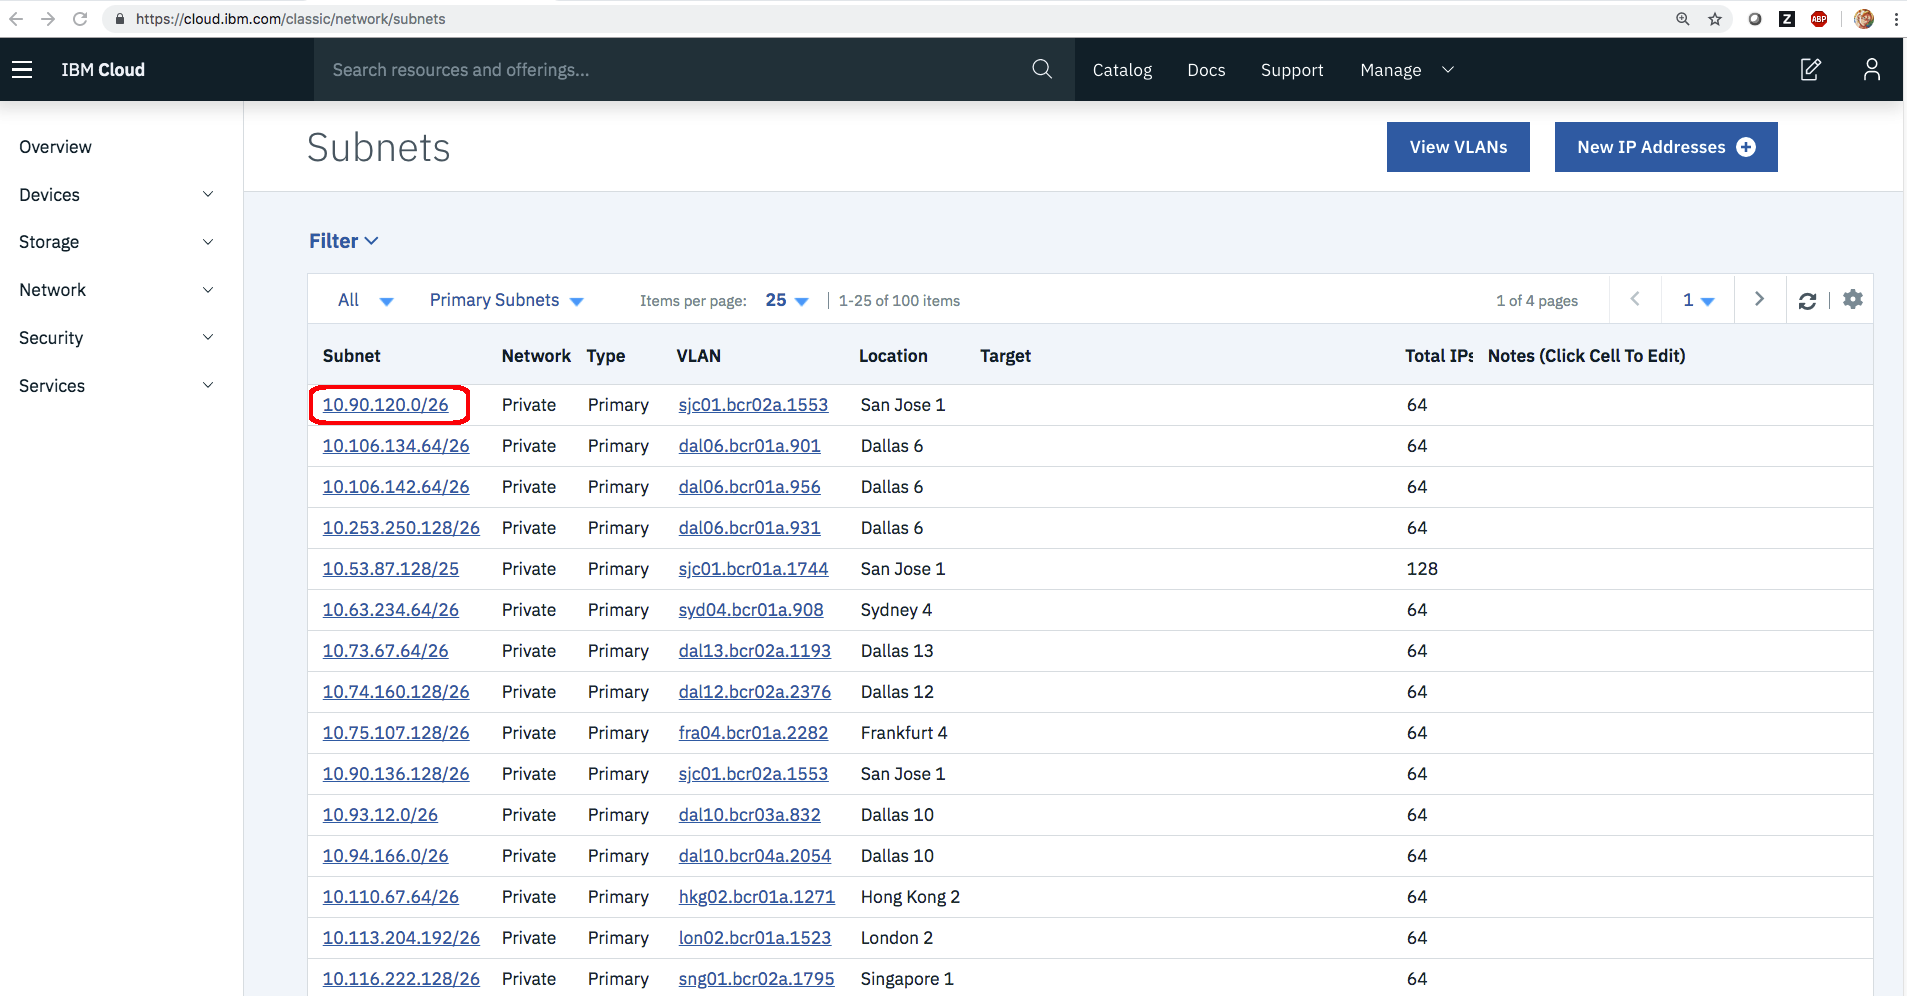 https://cloud.ibm.com/classic/network/subnets
Z ABP
IBM Cloud Search resources and offerings... Catalog Docs Support Manage
Overview
Devices
Storage
Network
Security
Services
Subnets View VLANs New IP Addresses
Filter
All Primary Subnets Items per page: 25 1-25 of 100 items 1 of 4 pages 1
Subnet Network Type VLAN Location Target Total IPs Notes (Click Cell To Edit)
10.90.120.0/26 Private Primary sjc01.bcr02a.1553 San Jose 1 64
10.106.134.64/26 Private Primary dal06.bcr01a.901 Dallas 6 64
10.106.142.64/26 Private Primary dal06.bcr01a.956 Dallas 6 64
10.253.250.128/26 Private Primary dal06.bcr01a.931 Dallas 6 64
10.53.87.128/25 Private Primary sjc01.bcr01a.1744 San Jose 1 128
10.63.234.64/26 Private Primary syd04.bcr01a.908 Sydney 4 64
10.73.67.64/26 Private Primary dal13.bcr02a.1193 Dallas 13 64
10.74.160.128/26 Private Primary dal12.bcr02a.2376 Dallas 12 64
10.75.107.128/26 Private Primary fra04.bcr01a.2282 Frankfurt 4 64
10.90.136.128/26 Private Primary sjc01.bcr02a.1553 San Jose 1 64
10.93.12.0/26 Private Primary dal10.bcr03a.832 Dallas 10 64
10.94.166.0/26 Private Primary dal10.bcr04a.2054 Dallas 10 64
10.110.67.64/26 Private Primary hkg02.bcr01a.1271 Hong Kong 2 64
10.113.204.192/26 Private Primary lon02.bcr01a.1523 London 2 64
10.116.222.128/26 Private Primary sng01.bcr02a.1795 Singapore 1 64